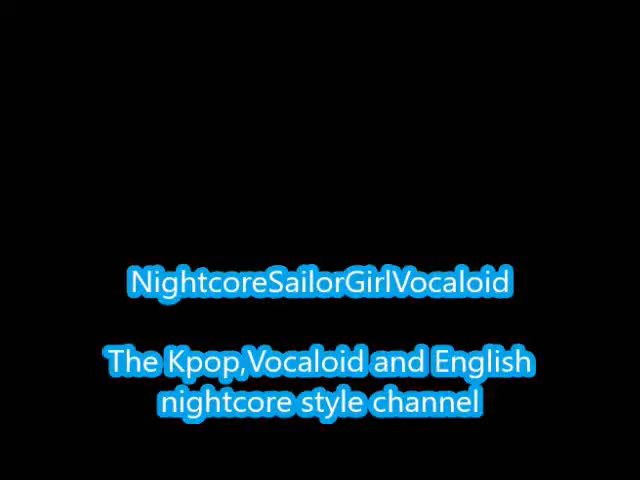 NightcoreSailorGirlVocaloid
The Kpop,Vocaloid and English
nightcore style channel